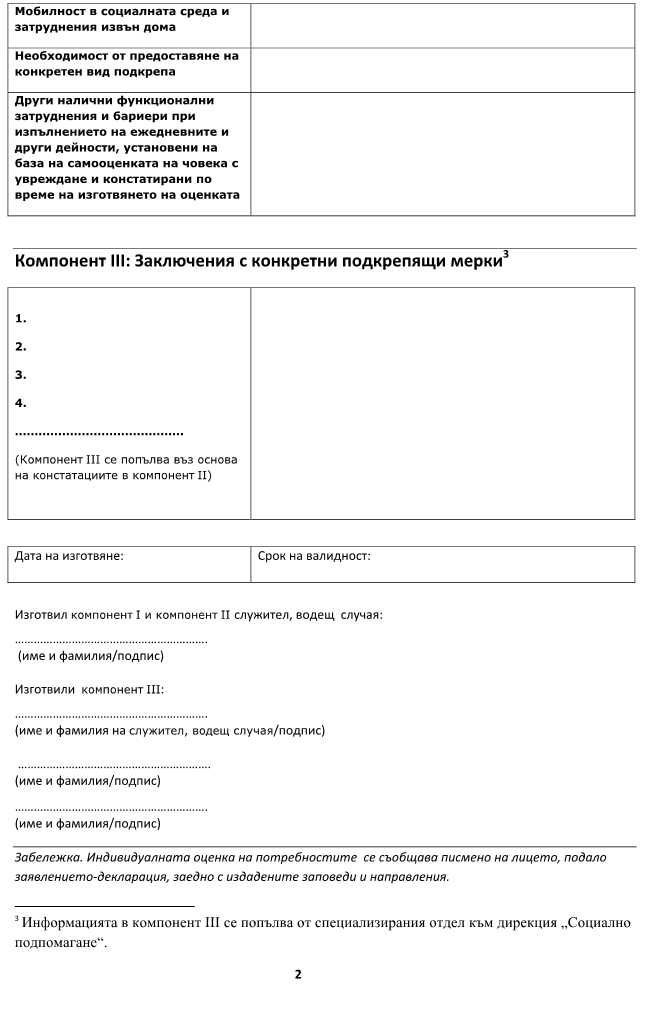 Мобилност в социалната среда и
затруднения извън дома
Необходимост от предоставяне на
конкретен вид подкрепа
Други налични функционални
затруднения и бариери при
изпълнението на ежедневните и
други дейности, установени на
база на самооценката на човека с
увреждане и констатирани по
време на изготвянето на оценката
Компонент III: Заключения с конкретни подкрепящи мерки3
1.
2.
3.
4.
...........................................
(Компонент III се попълва въз основа
на констатациите в компонент II)
Дата на изготвяне:
Срок на валидност:
Изготвил компонент I и компонент II служител, водещ случая:
…………………………………………………….
(име и фамилия/подпис)
Изготвили компонент III:
…………………………………………………….
(име и фамилия на служител, водещ случая/подпис)
…………………………………………………….
(име и фамилия/подпис)
…………………………………………………….
(име и фамилия/подпис)
Забележка. Индивидуалната оценка на потребностите се съобщава писмено на лицето, подало
заявлението-декларация, заедно с издадените заповеди и направления.
3 Информацията в компонент III се попълва от специализирания отдел към дирекция „Социално
подпомагане“.
2